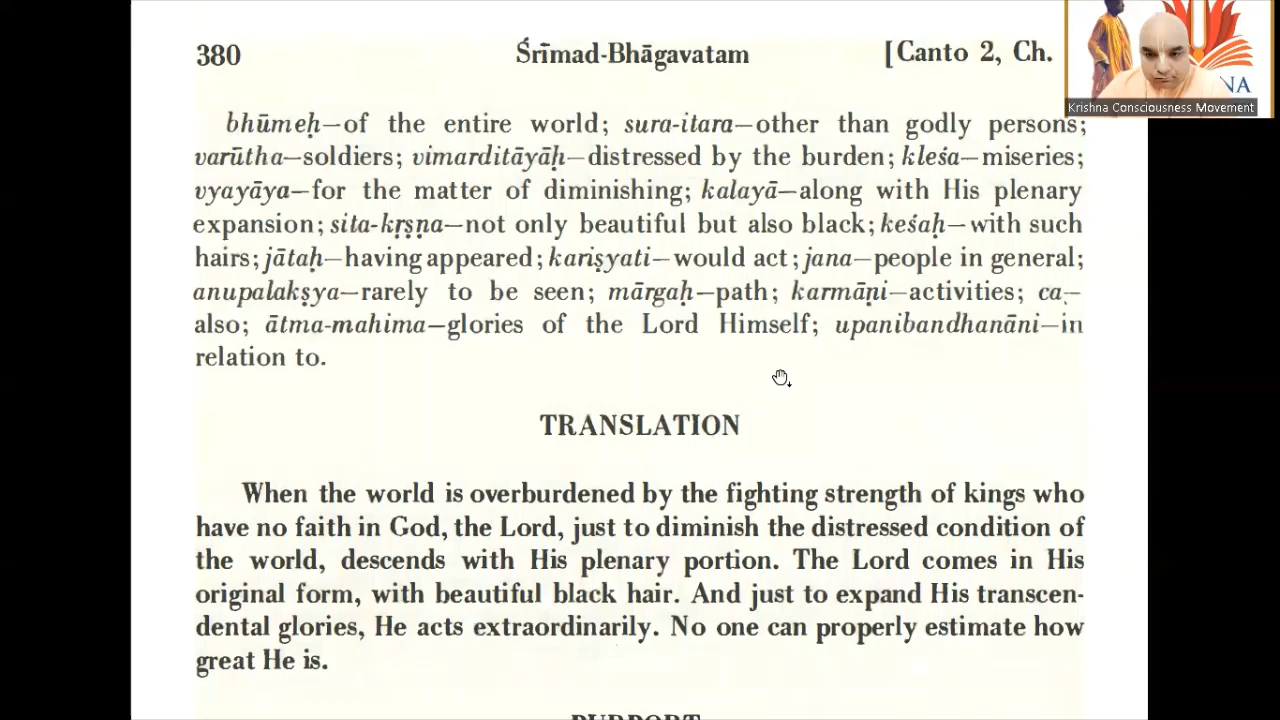 380 Śrīmad-Bhāgavatam [Canto 2, Ch.
NA
Krishna Consciousness Movement
bhūmeḥ—of the entire world; sura-itara—other than godly persons;
varūtha—soldiers; vimarditāyāḥ—distressed by the burden; kleśa—miseries;
vyayāya—for the matter of diminishing; kalayā—along with His plenary
expansion; sita-kṛṣṇa—not only beautiful but also black; keśaḥ—with such
hairs; jātaḥ—having appeared; kariṣyati—would act; jana—people in general;
anupalakṣya—rarely to be seen; mārgaḥ—path; karmāṇi—activities; ca—
also; ātma-mahima—glories of the Lord Himself; upanibandhanāni—in
relation to.
TRANSLATION
When the world is overburdened by the fighting strength of kings who
have no faith in God, the Lord, just to diminish the distressed condition of
the world, descends with His plenary portion. The Lord comes in His
original form, with beautiful black hair. And just to expand His transcen-
dental glories, He acts extraordinarily. No one can properly estimate how
great He is.
PURPORT